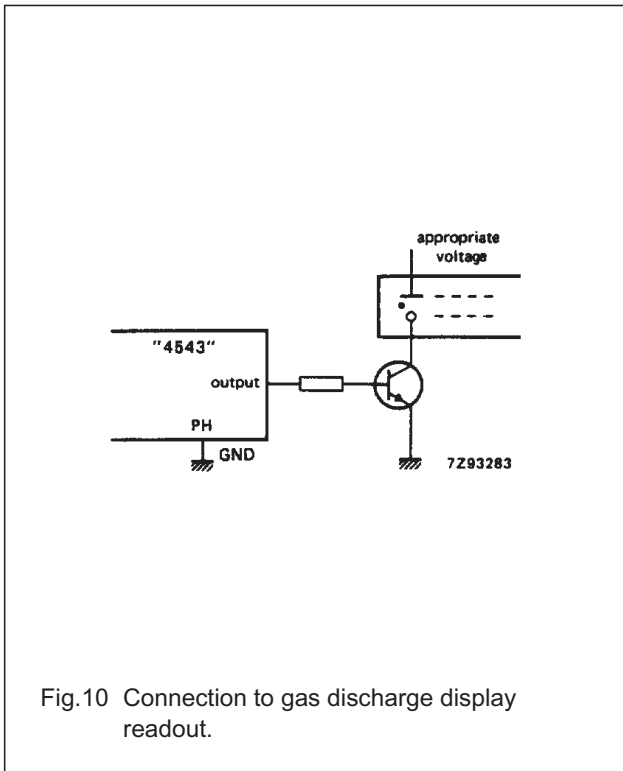 appropriate
voltage
"4543"
output
PH
GND
7Z93283
Fig.10 Connection to gas discharge display
readout.